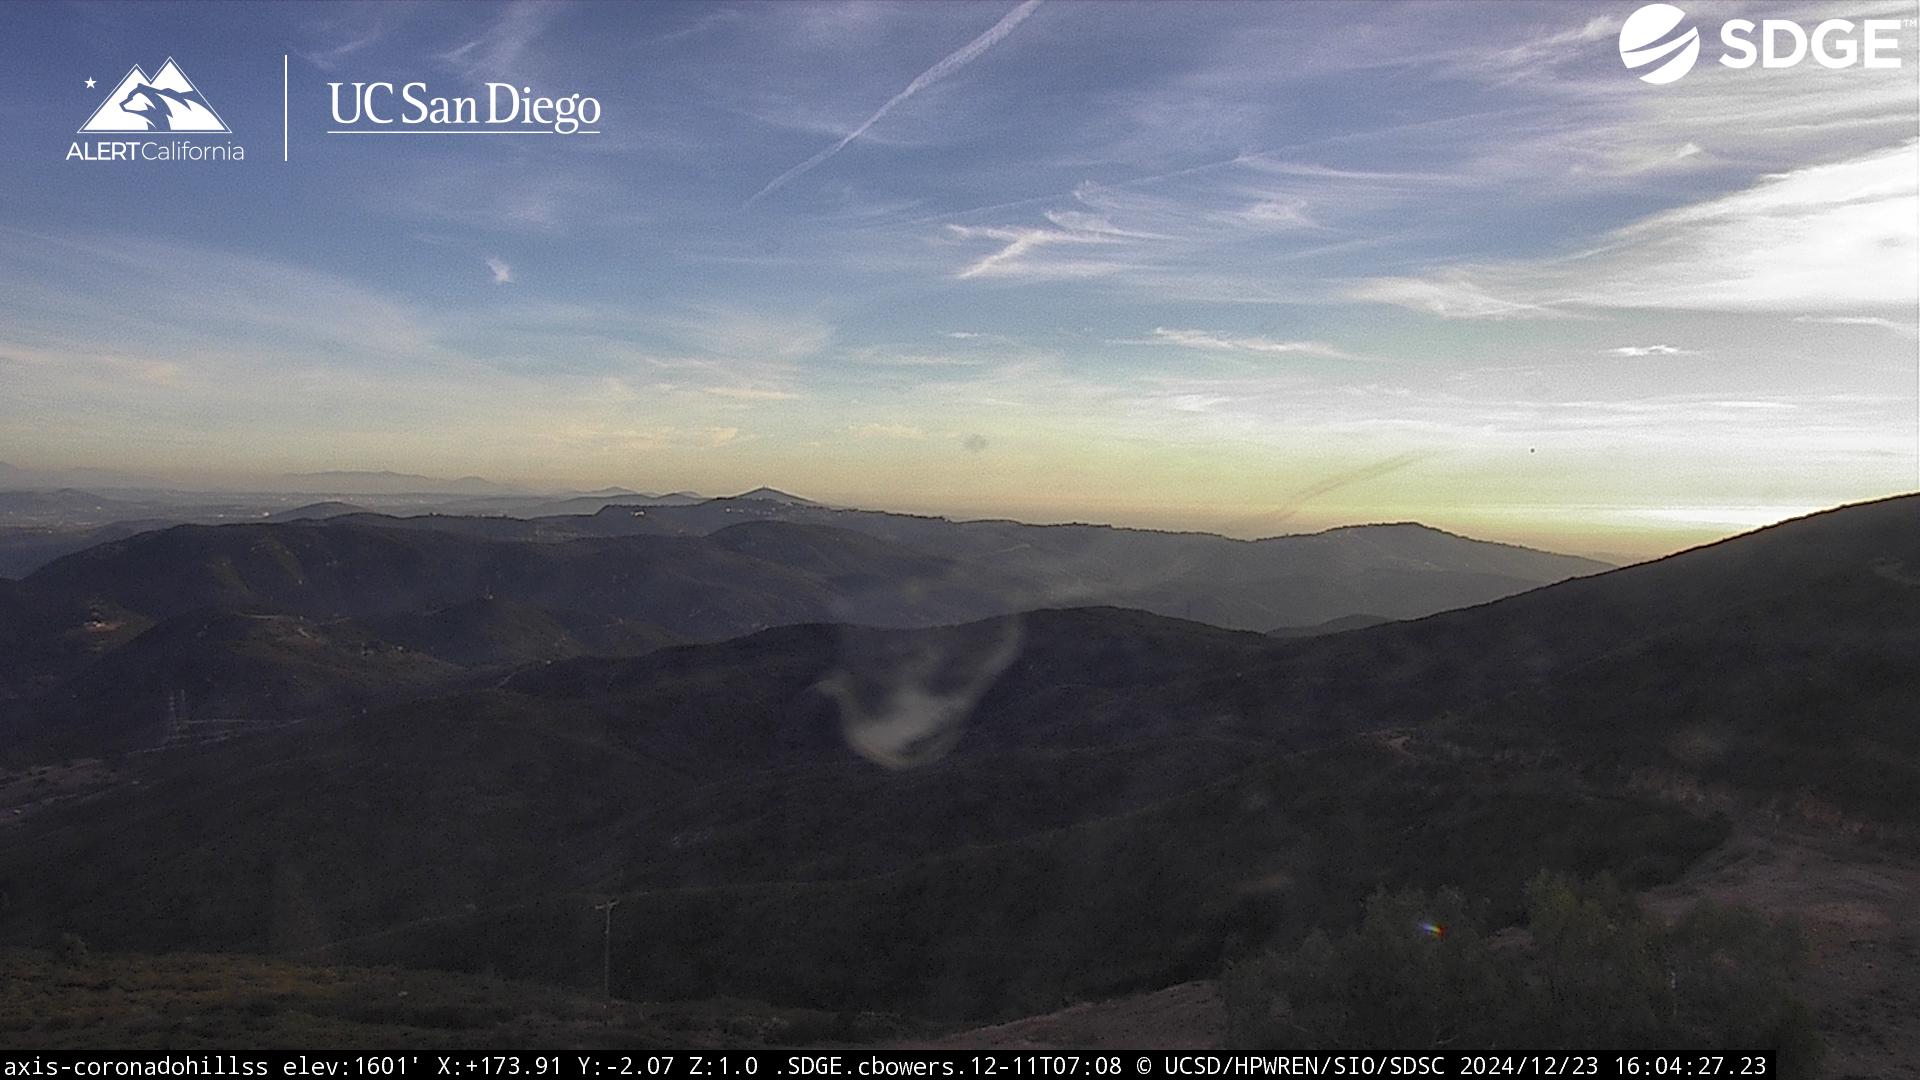 SDGE™
UC San Diego
ALERTCalifornia
axis-coronadohillss elev:1601' X:+173.91 Y:-2.07 Z:1.0 .SDGE.cbowers.12-11T07:08 © UCSD/HPWREN/SIO/SDSC 2024/12/23 16:04:27.23